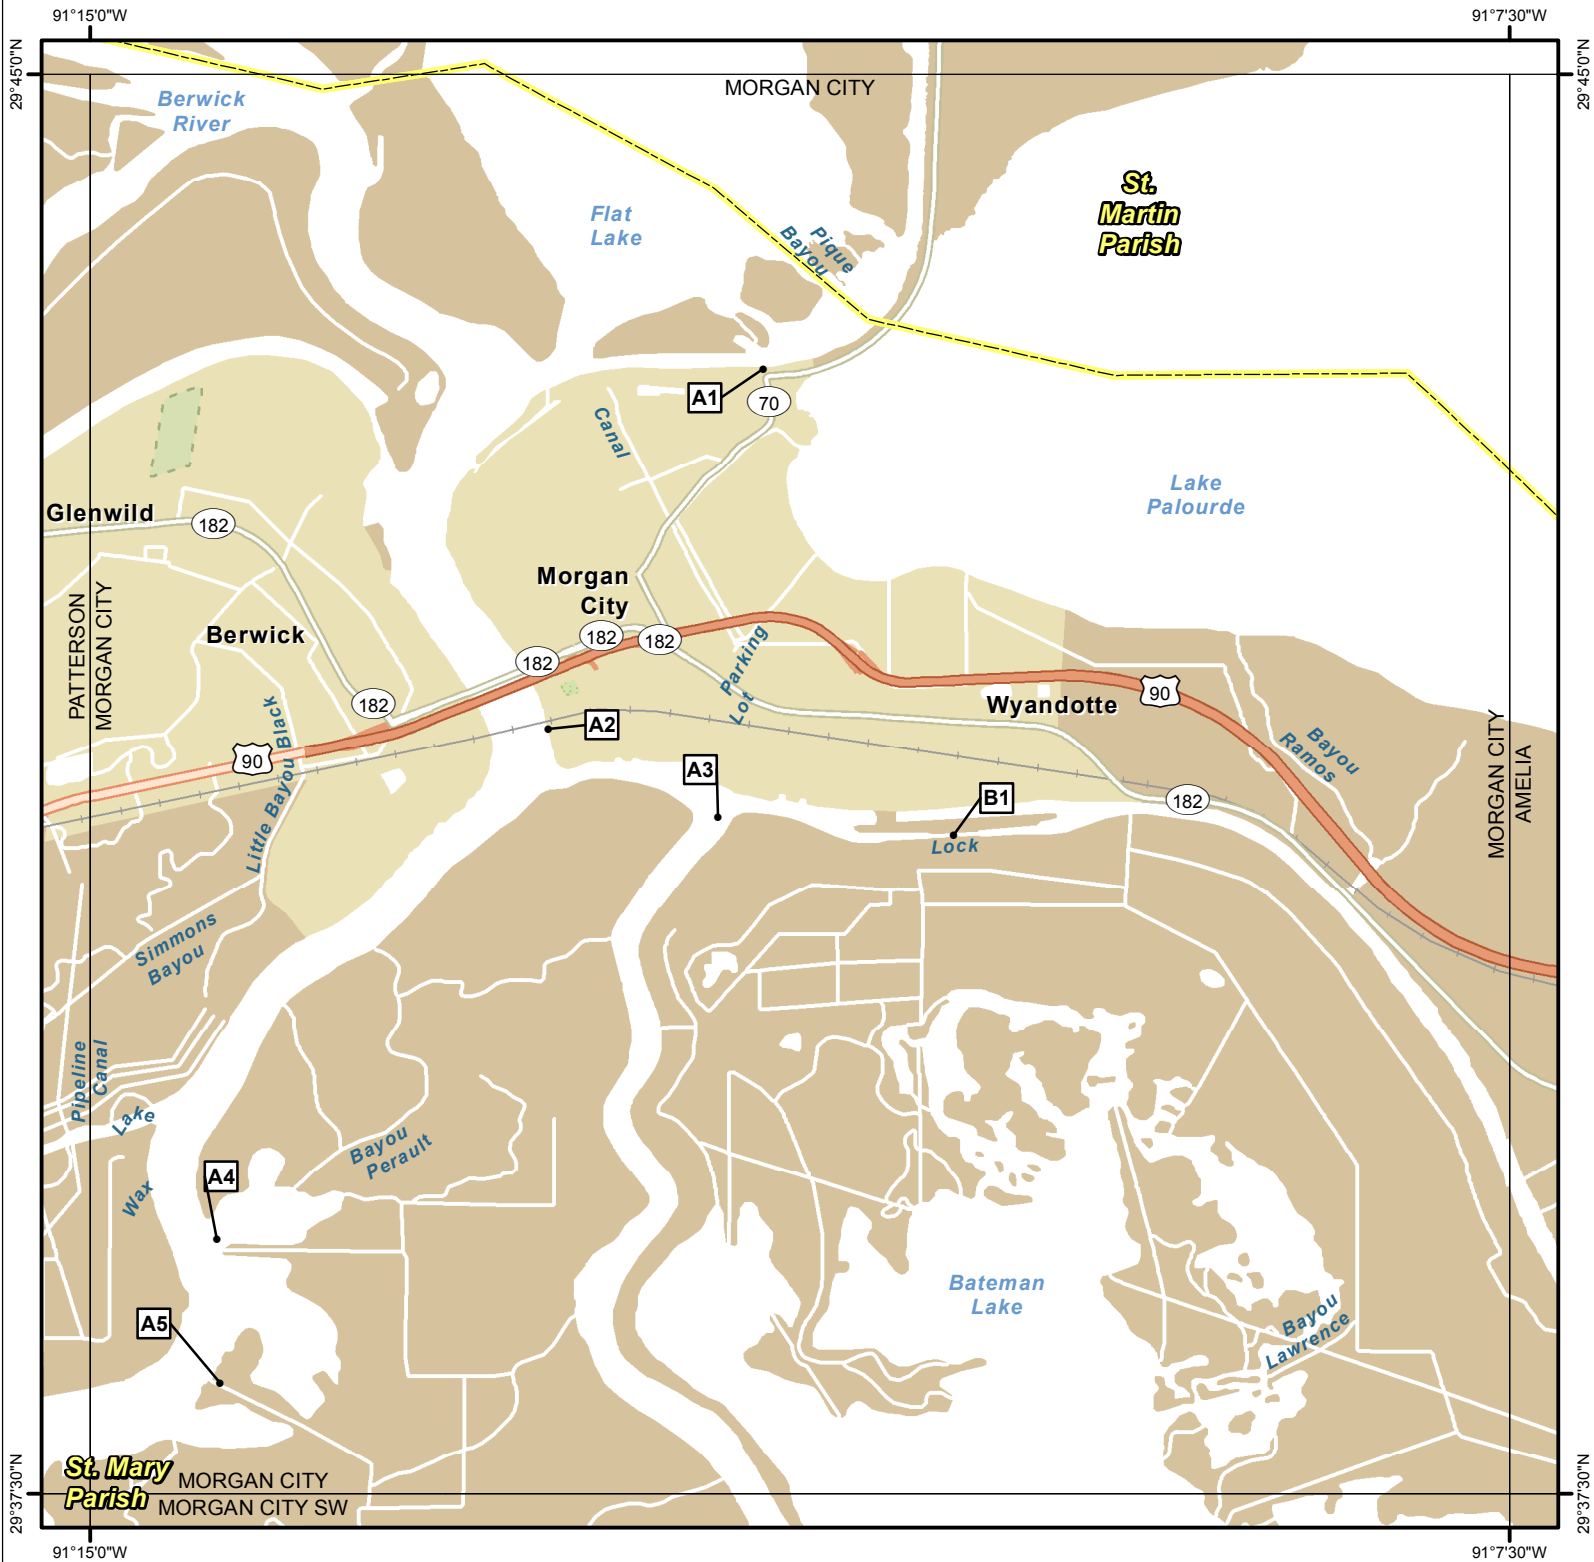 91°15'0"W
91°7'30"W
29°45'0"N
29°45'0"N
MORGAN CITY
Berwick
River
St.
Martin
Parish
Flat
Lake
Pique
Bayou
A1
70
Canal
Lake
Palourde
Glenwild
182
Morgan
City
PATTERSON
MORGAN CITY
Berwick
182
182
182
Parking
Lot
90
Wyandotte
182
Little Bayou Black
90
A2
Bayou
Ramos
MORGAN CITY
AMELIA
A3
B1
182
Lock
Simmons
Bayou
Pipeline
Canal
Lake
Wax
Bayou
Perault
A4
Bateman
Lake
A5
Bayou
Lawrence
St. Mary
Parish
MORGAN CITY
MORGAN CITY SW
29°37'30"N
29°37'30"N
91°15'0"W
91°7'30"W